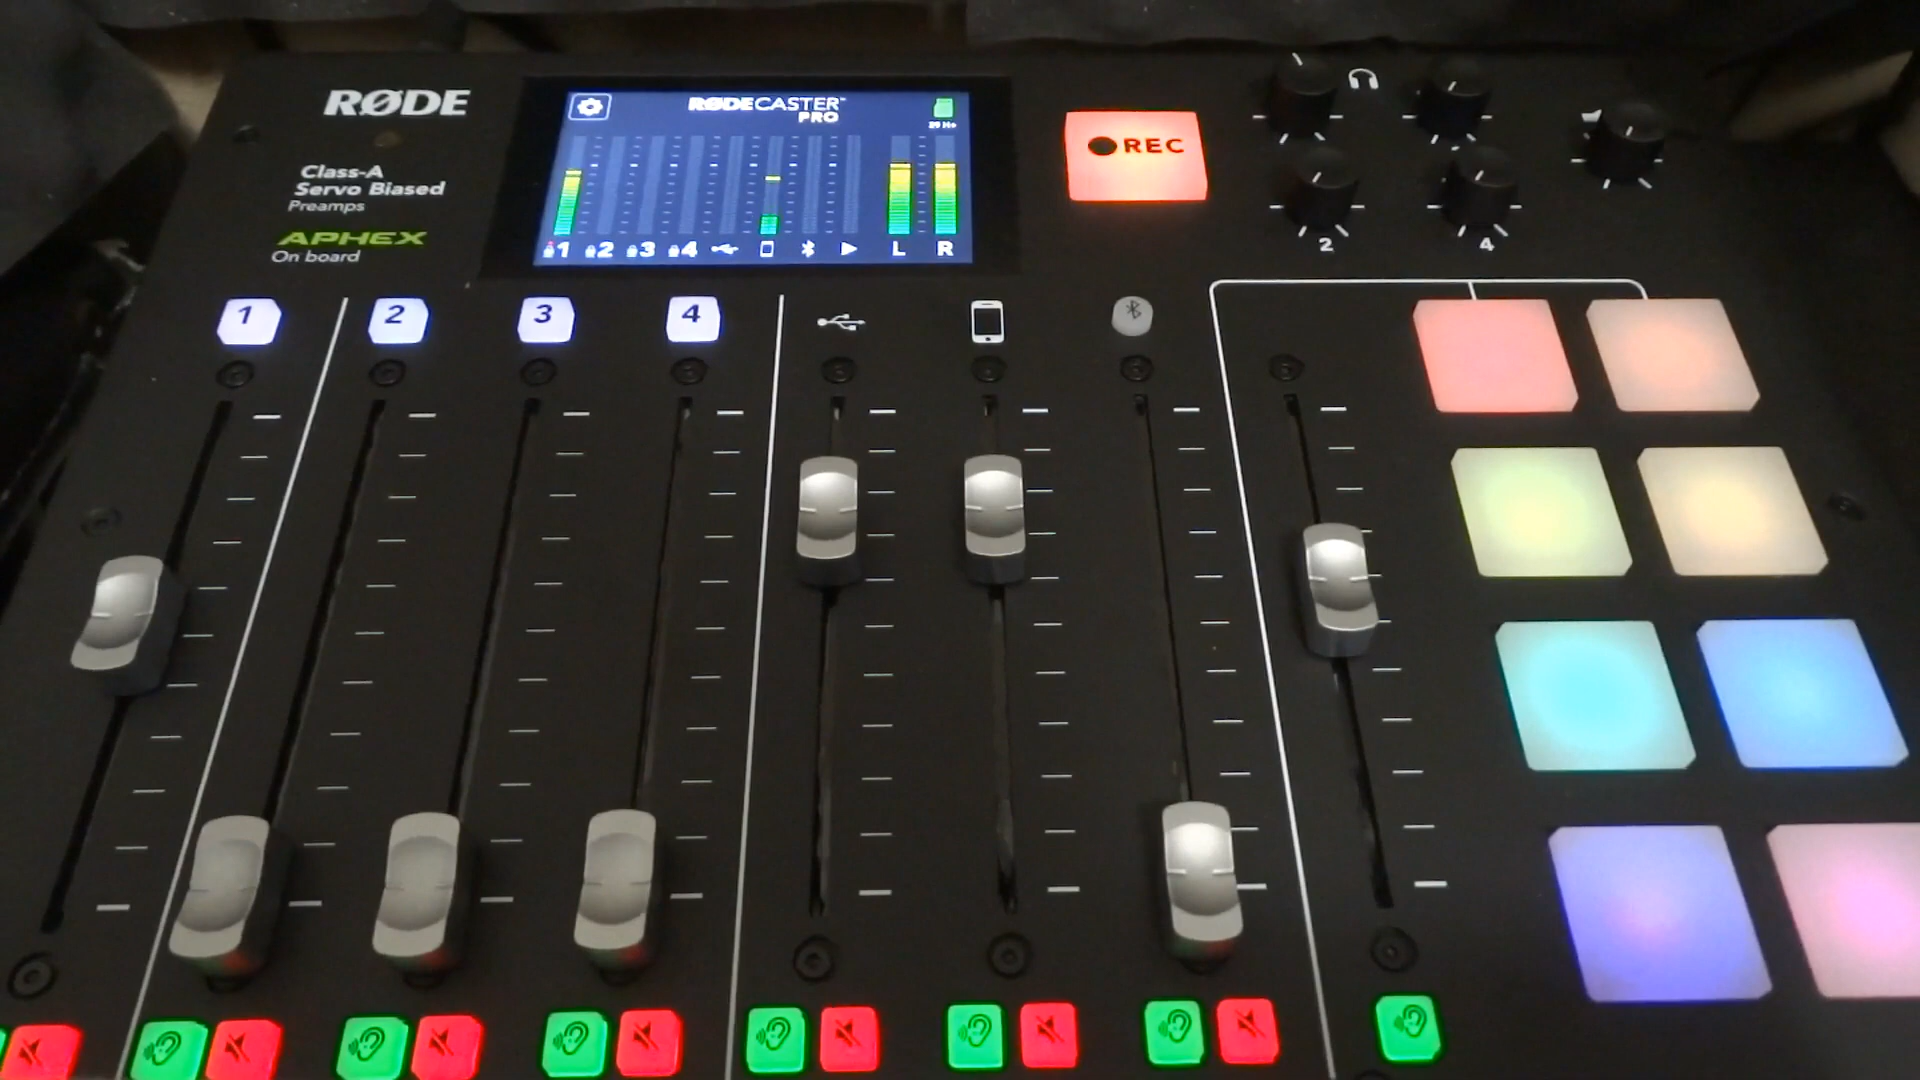 RØDE
Class-A
Servo Biased
Preamps
APHEX
On board
RØDECASTER™
PRO
1 2 3 4 L R
REC
2 4
1 2 3 4